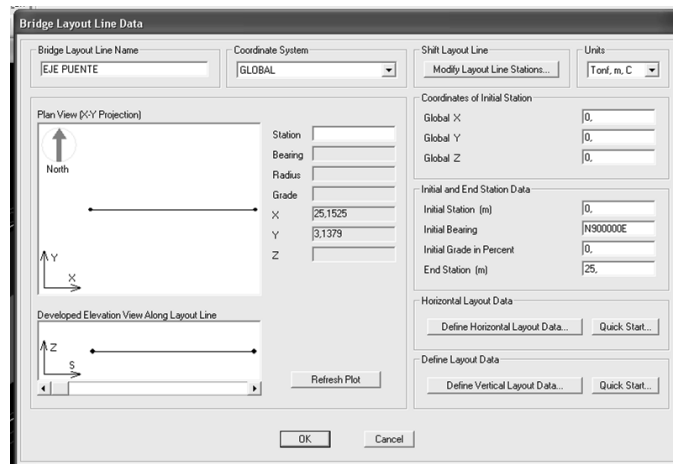 Bridge Layout Line Data
Bridge Layout Line Name
EJE PUENTE
Coordinate System
GLOBAL
Shift Layout Line
Modify Layout Line Stations...
Units
Tonf, m, C
Plan View (X-Y Projection)
North
Y
X
Station
Bearing
Radius
Grade
X 25,1525
Y 3,1379
Z
Coordinates of Initial Station
Global X 0,
Global Y 0,
Global Z 0,
Initial and End Station Data
Initial Station (m) 0,
Initial Bearing N900000E
Initial Grade in Percent 0,
End Station (m) 25,
Developed Elevation View Along Layout Line
Z
S
Refresh Plot
Horizontal Layout Data
Define Horizontal Layout Data... Quick Start...
Define Layout Data
Define Vertical Layout Data... Quick Start...
OK Cancel